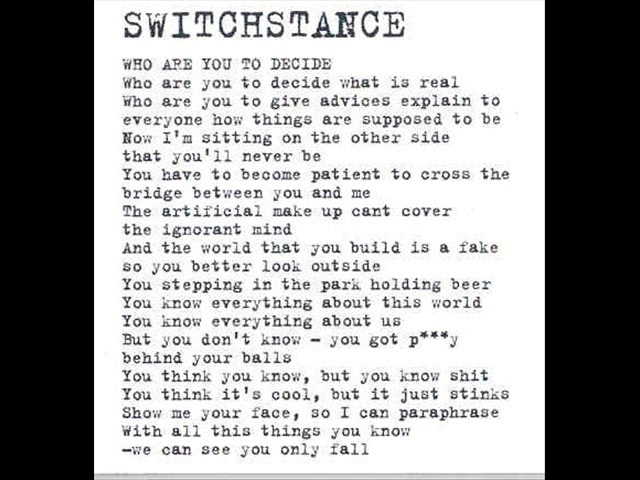 SWITCHSTANCE
WHO ARE YOU TO DECIDE
Who are you to decide what is real
Who are you to give advices explain to
everyone how things are supposed to be
Now I'm sitting on the other side
that you'll never be
You have to become patient to cross the
bridge between you and me
The artificial make up cant cover
the ignorant mind
And the world that you build is a fake
so you better look outside
You stepping in the park holding beer
You know everything about this world
You know everything about us
But you don't know - you got p***y
behind your balls
You think you know, but you know shit
You think it's cool, but it just stinks
Show me your face, so I can paraphrase
With all this things you know
-we can see you only fall